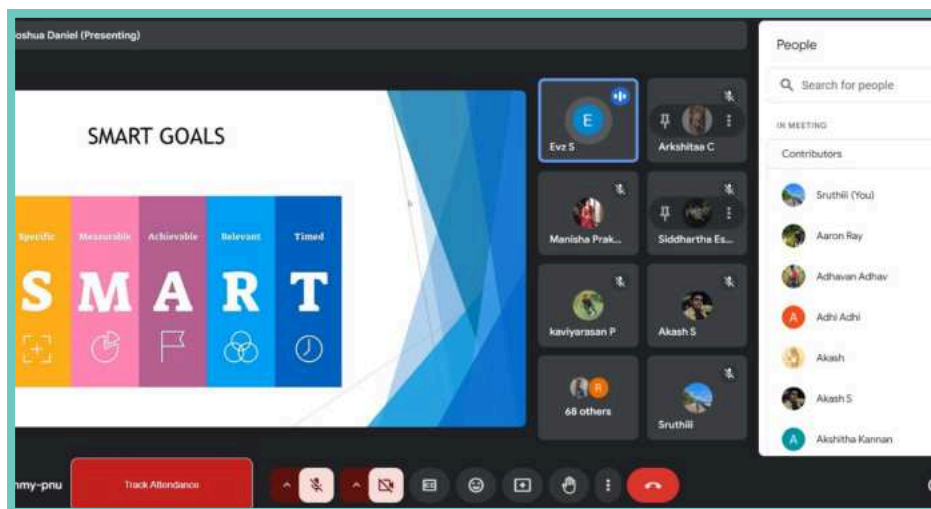 oshua Daniel (Presenting)
SMART GOALS
Specific
Measurable
Achievable
Relevant
Timed
S M A R T
E
Evz S
Arkshitaa C
Manisha Prak...
Siddhartha Es...
kaviyarasan P
Akash S
R
68 others
Sruthiii
People
Search for people
IN MEETING
Contributors
Sruthiii (You)
Aaron Ray
Adhavan Adhav
A
Adhi Adhi
Akash
Akash S
A
Akshitha Kannan
nmy-pnu
Track Attendance